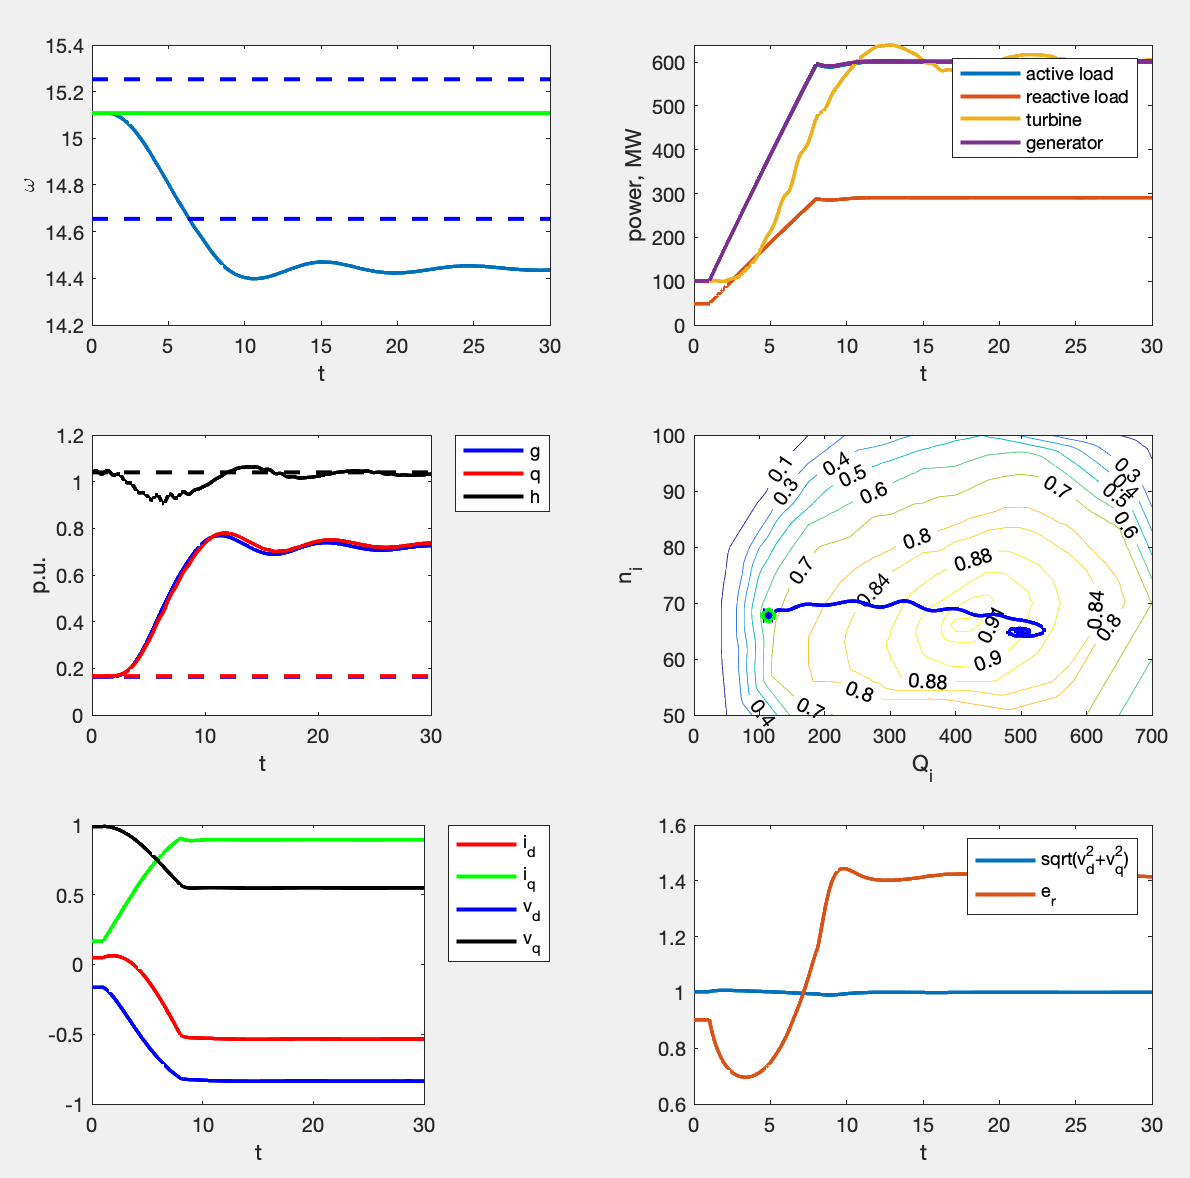 15.4
15.2
15
14.8
14.6
14.4
14.2
ω
0 5 10 15 20 25 30
t
600
500
400
300
200
100
0
power, MW
active load
reactive load
turbine
generator
0 5 10 15 20 25 30
t
1.2
1
0.8
0.6
0.4
0.2
0
p.u.
g
q
h
0 10 20 30
t
100
90
80
70
60
50
n_i
0.1
0.3
0.4
0.5
0.6
0.7
0.3
0.4
0.5
0.6
0.8
0.88
0.7
0.84
0.91
0.84
0.8
0.9
0.88
0.8
0.7
0.4
0 100 200 300 400 500 600 700
Q_i
1
0.5
0
-0.5
-1
i_d
i_q
v_d
v_q
0 10 20 30
t
1.6
1.4
1.2
1
0.8
0.6
sqrt(v_d^2+v_q^2)
e_r
0 5 10 15 20 25 30
t